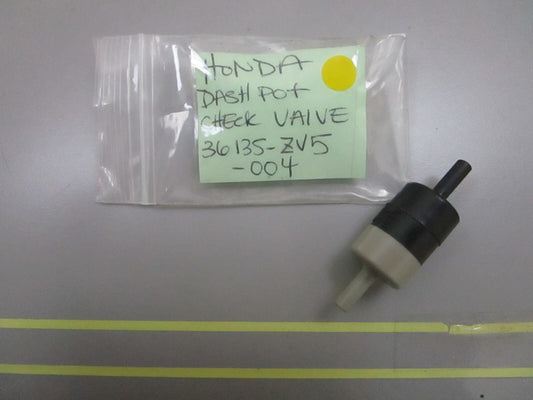 HONDA
DASH POT
CHECK VALVE
36135-ZV5
-004